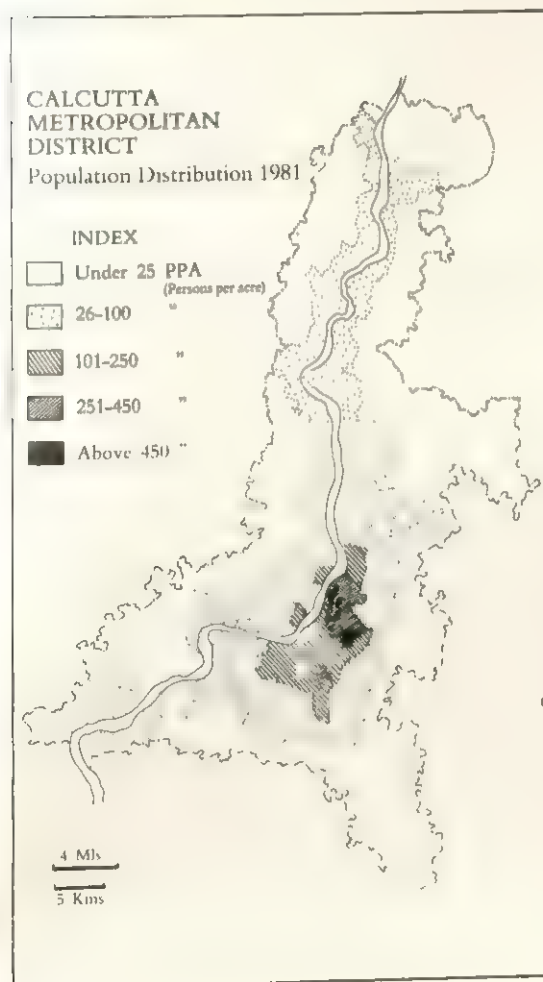 CALCUTTA
METROPOLITAN
DISTRICT
Population Distribution 1981
INDEX
Under 25 PPA
(Persons per acre)
26-100 "
101-250 "
251-450 "
Above 450 "
4 Mls
5 Kms